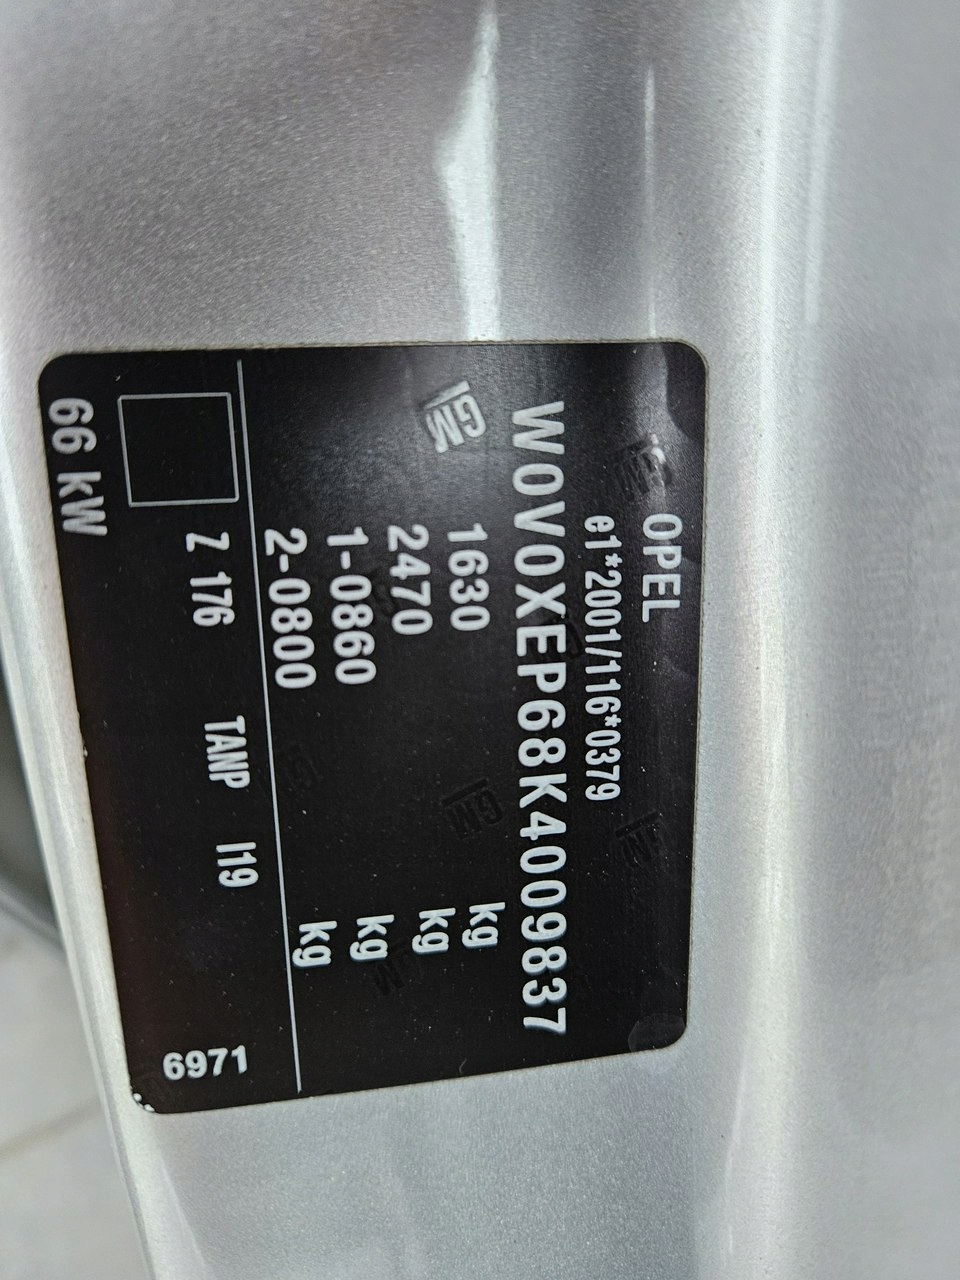 OPEL
e1*2001/116*0379
W0V0XEP68K4009837
GM
1630 kg
2470 kg
1-0860 kg
2-0800 kg
Z 176 TANP I19
6971
66 kW